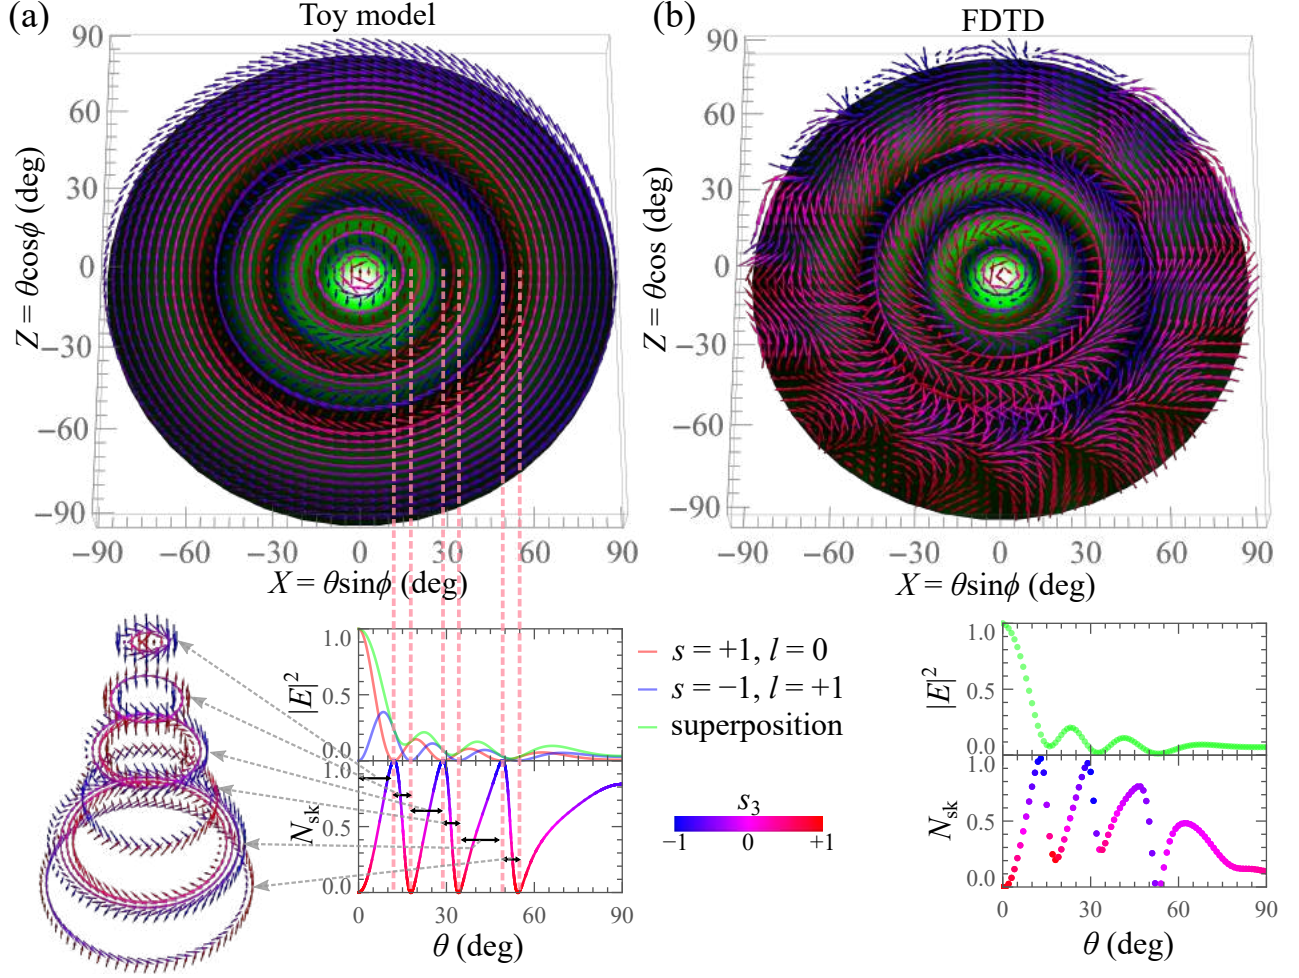 (a)
Toy model
(b)
FDTD
90
60
30
0
−30
−60
−90
Z = θcosϕ (deg)
−90
−60
−30
0
30
60
90
X = θsinϕ (deg)
90
60
30
0
−30
−60
−90
Z = θcos (deg)
−90
−60
−30
0
30
60
90
X = θsinϕ (deg)
1.0
0.5
0.0
|E|²
1.0
0.5
0.0
Nsk
0
30
60
90
θ (deg)
s = +1, l = 0
s = −1, l = +1
superposition
s₃
−1
0
+1
1.0
0.5
0.0
|E|²
1.0
0.5
0.0
Nsk
0
30
60
90
θ (deg)